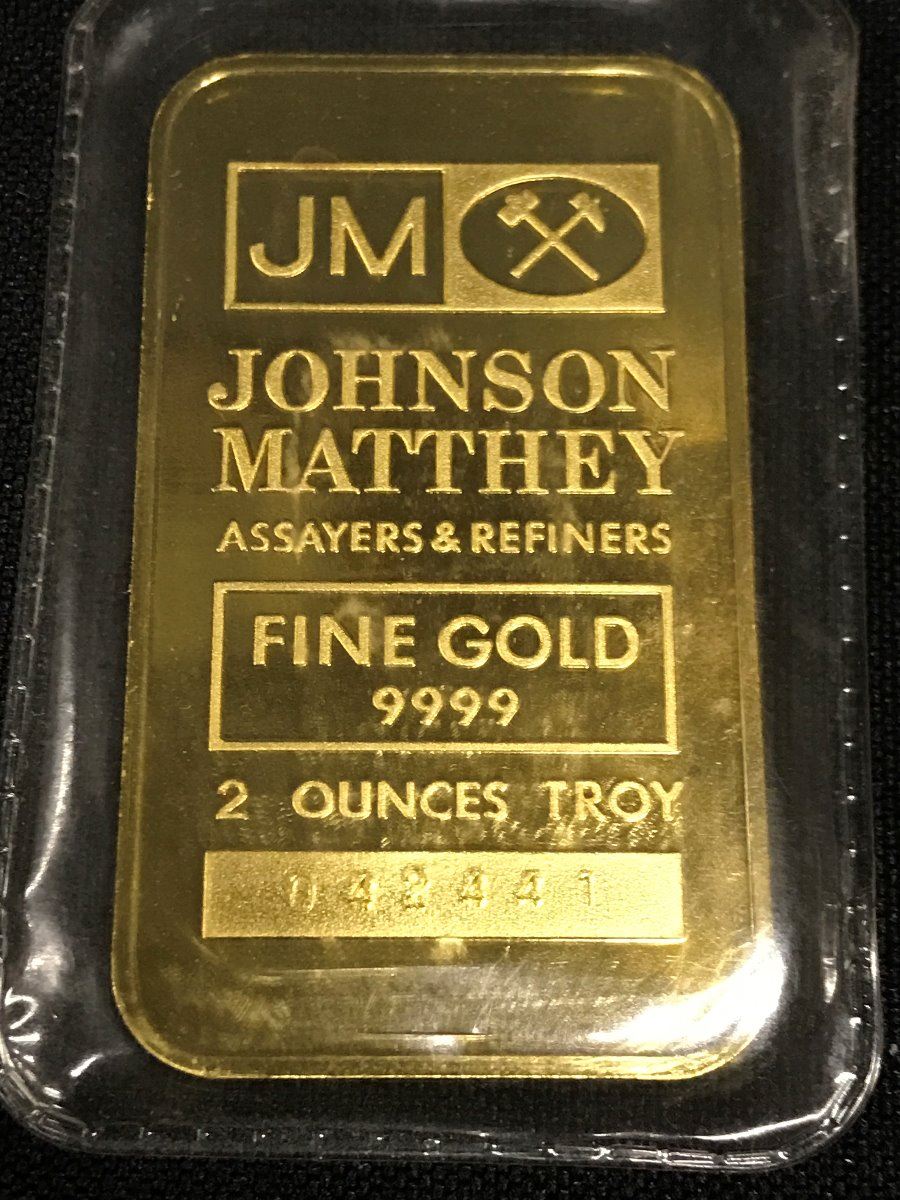 JM
JOHNSON
MATTHEY
ASSAYERS & REFINERS
FINE GOLD
9999
2 OUNCES TROY
042441